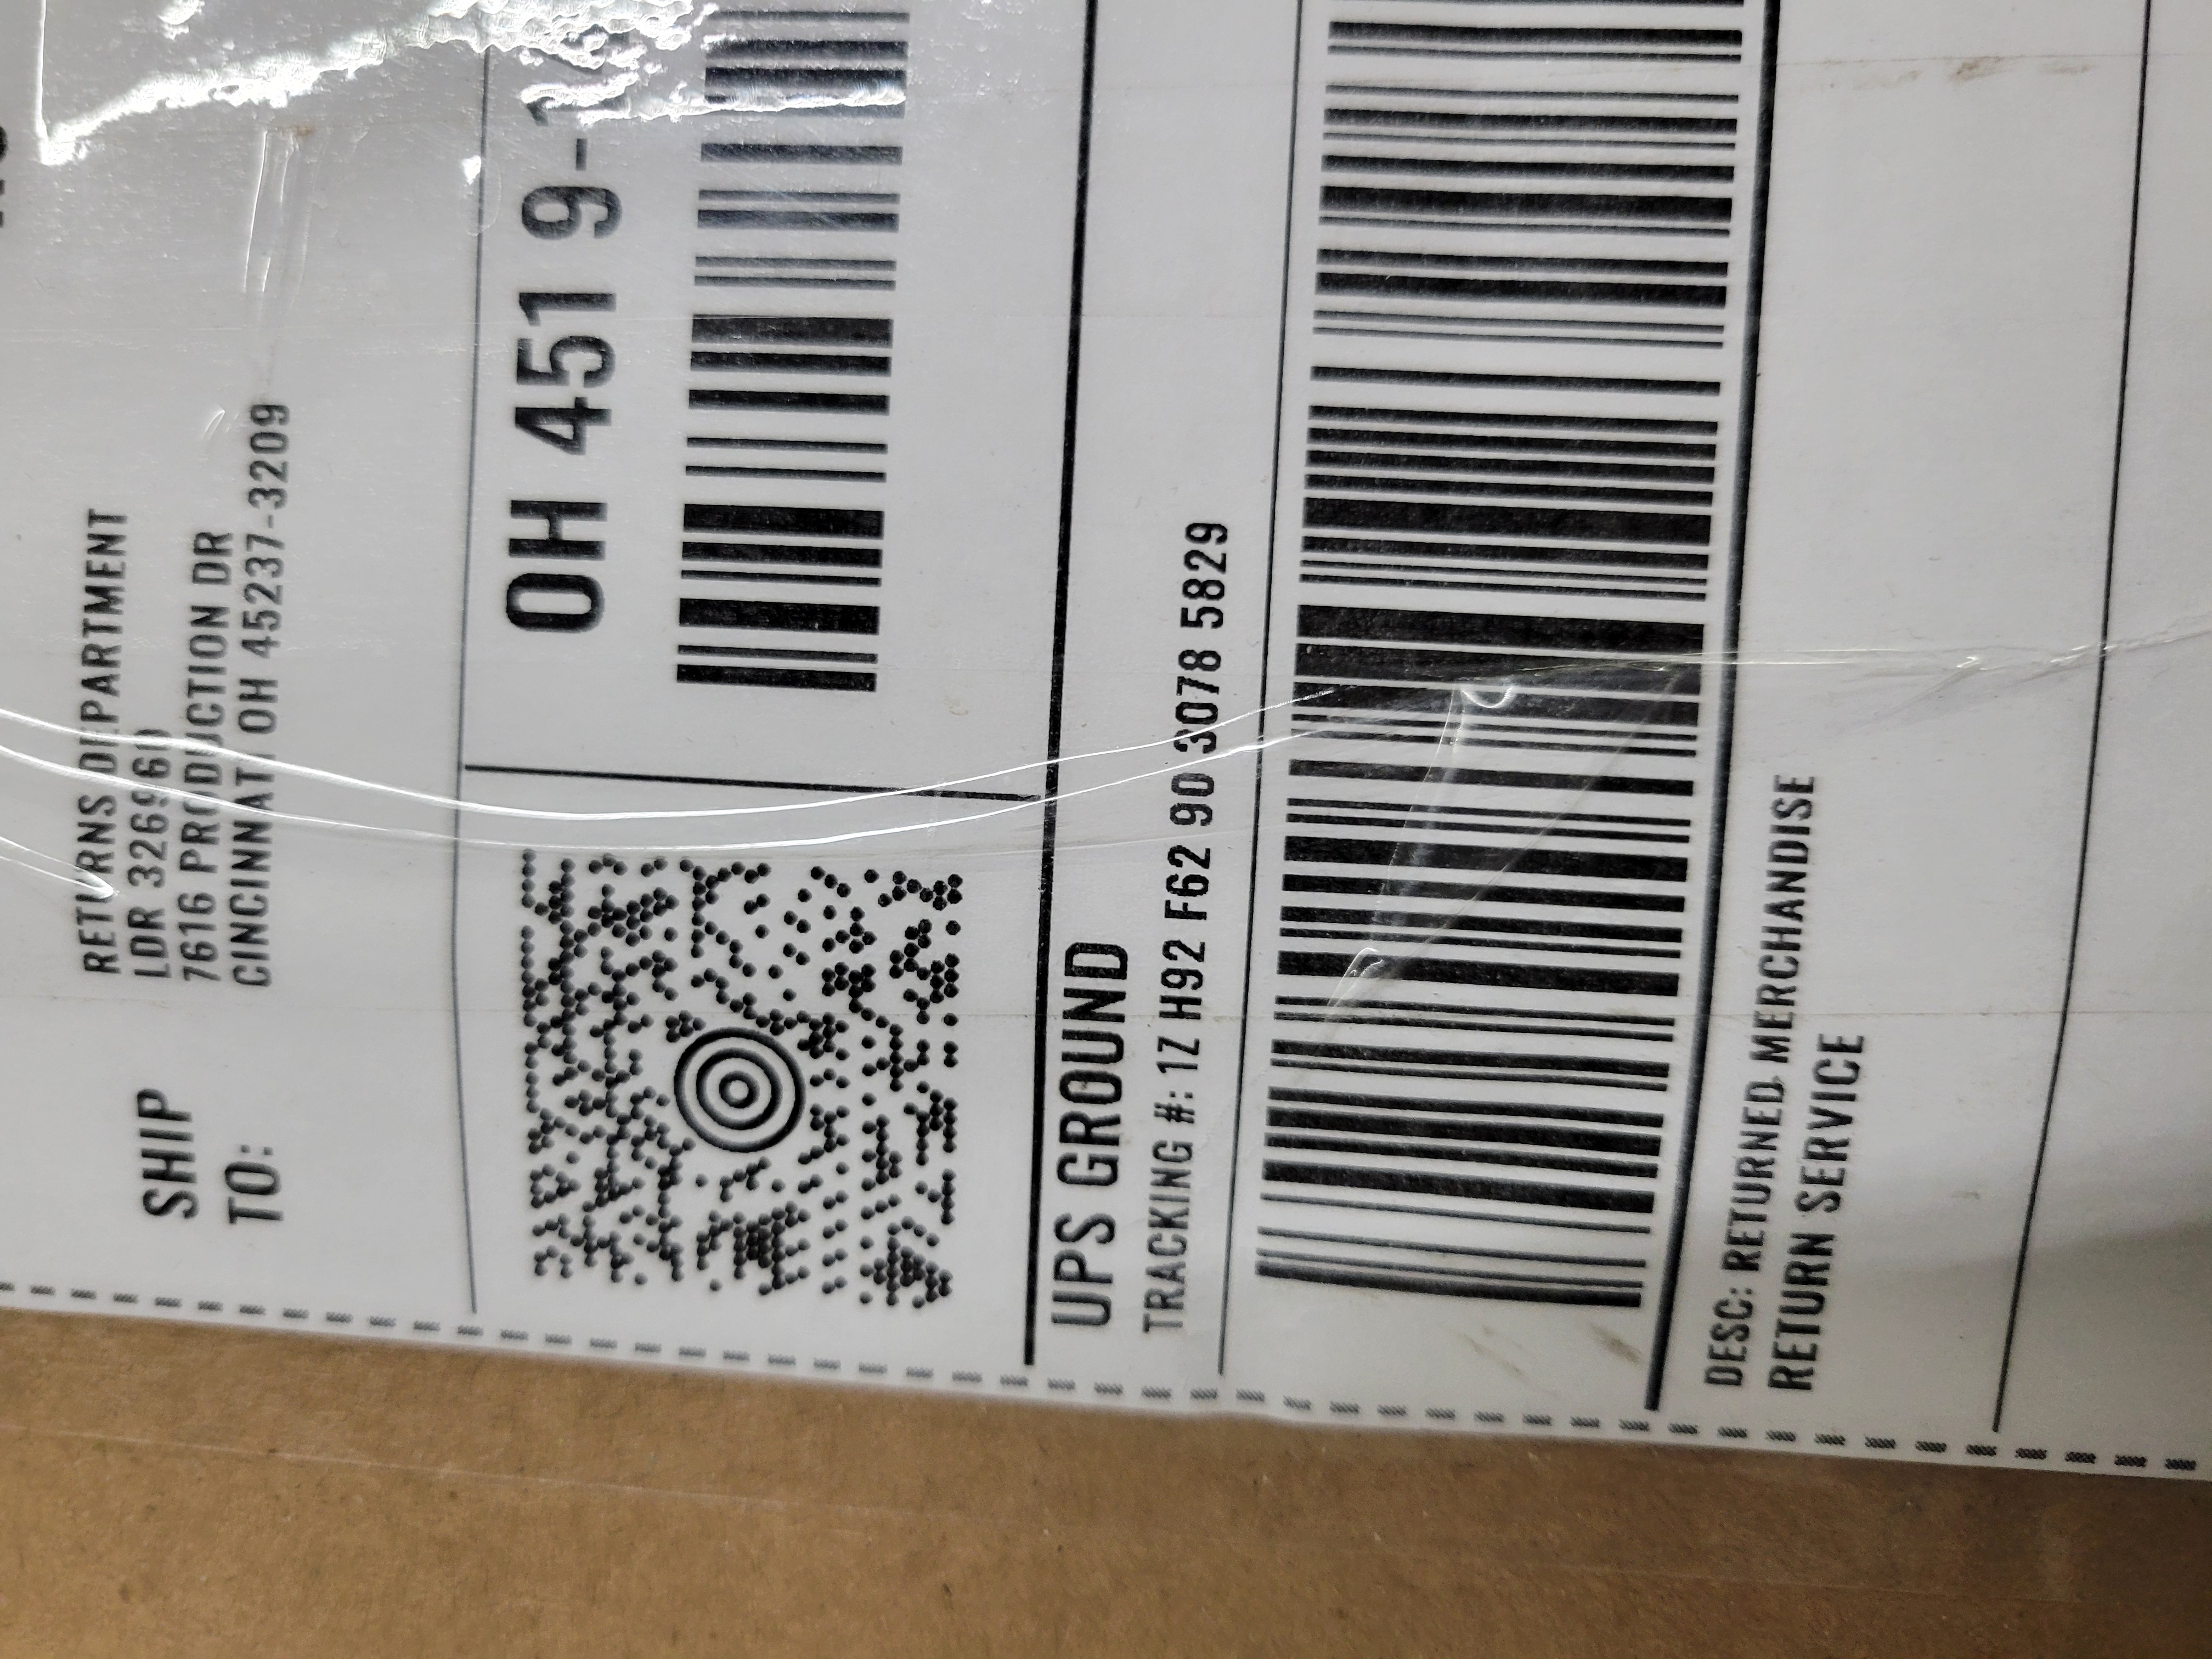 RETURNS DEPARTMENT
LDR 3269960
7616 PRODUCTION DR
CINCINNATI OH 45237-3209
SHIP
TO:
OH 451 9-
UPS GROUND
TRACKING #: 1Z H92 F62 90 3078 5829
DESC: RETURNED MERCHANDISE
RETURN SERVICE